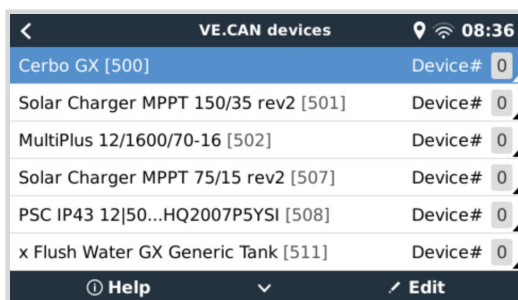 VE.CAN devices 08:36
Cerbo GX [500] Device# 0
Solar Charger MPPT 150/35 rev2 [501] Device# 0
MultiPlus 12/1600/70-16 [502] Device# 0
Solar Charger MPPT 75/15 rev2 [507] Device# 0
PSC IP43 12|50...HQ2007P5YSI [508] Device# 0
x Flush Water GX Generic Tank [511] Device# 0
Help Edit